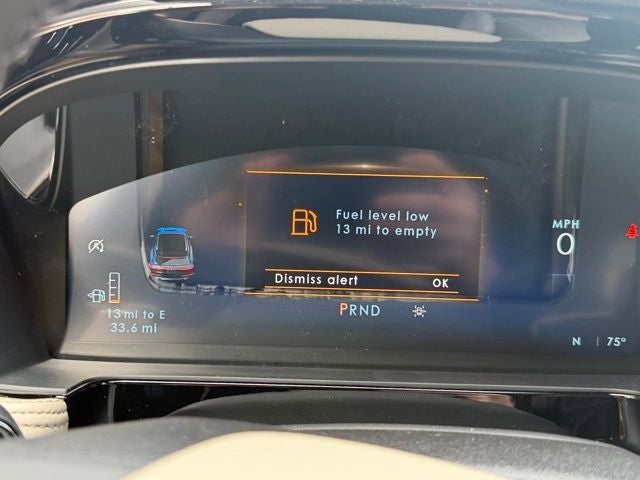 Fuel level low
13 mi to empty
Dismiss alert OK
MPH
0
13 mi to E
33.6 mi
PRND
N | 75°